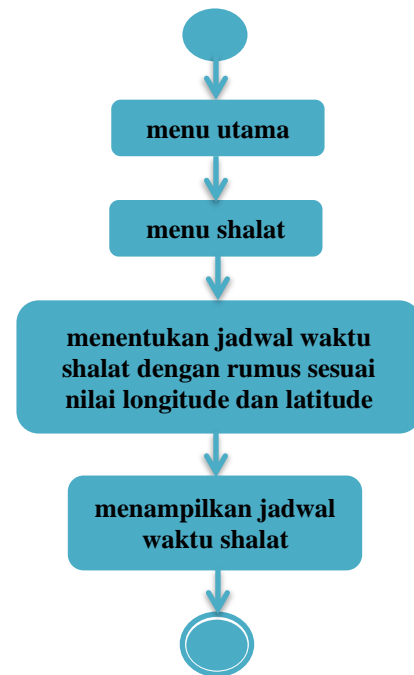 menu utama
menu shalat
menentukan jadwal waktu
shalat dengan rumus sesuai
nilai longitude dan latitude
menampilkan jadwal
waktu shalat